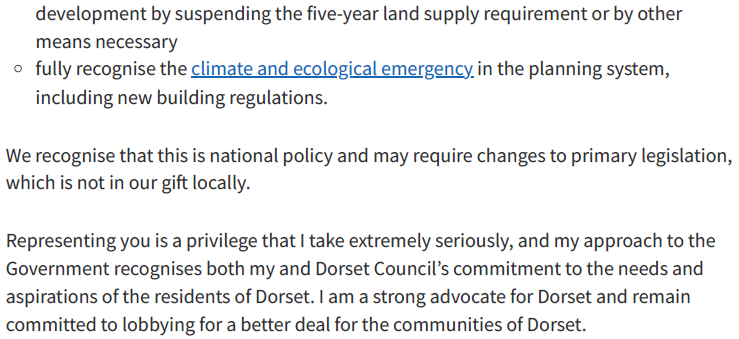 development by suspending the five-year land supply requirement or by other
means necessary
○ fully recognise the climate and ecological emergency in the planning system,
including new building regulations.
We recognise that this is national policy and may require changes to primary legislation,
which is not in our gift locally.
Representing you is a privilege that I take extremely seriously, and my approach to the
Government recognises both my and Dorset Council’s commitment to the needs and
aspirations of the residents of Dorset. I am a strong advocate for Dorset and remain
committed to lobbying for a better deal for the communities of Dorset.